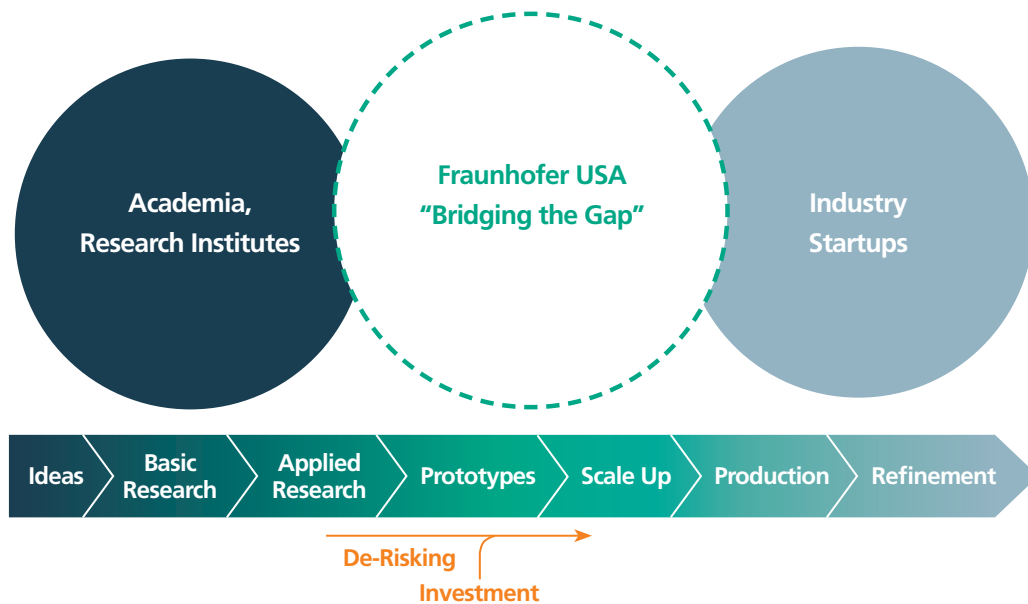 Academia,
Research Institutes
Fraunhofer USA
“Bridging the Gap”
Industry
Startups
Ideas
Basic
Research
Applied
Research
Prototypes
Scale Up
Production
Refinement
De-Risking
Investment